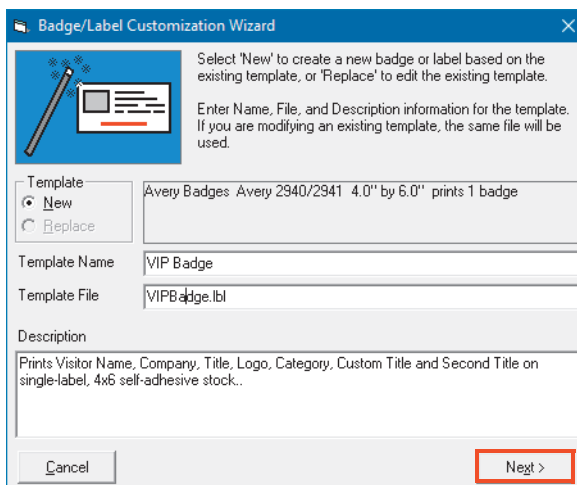 Badge/Label Customization Wizard
Select 'New' to create a new badge or label based on the
existing template, or 'Replace' to edit the existing template.
Enter Name, File, and Description information for the template.
If you are modifying an existing template, the same file will be
used.
Template
New
Replace
Avery Badges  Avery 2940/2941  4.0" by 6.0"  prints 1 badge
Template Name
VIP Badge
Template File
VIPBadge.lbl
Description
Prints Visitor Name, Company, Title, Logo, Category, Custom Title and Second Title on
single-label, 4x6 self-adhesive stock..
Cancel
Next >